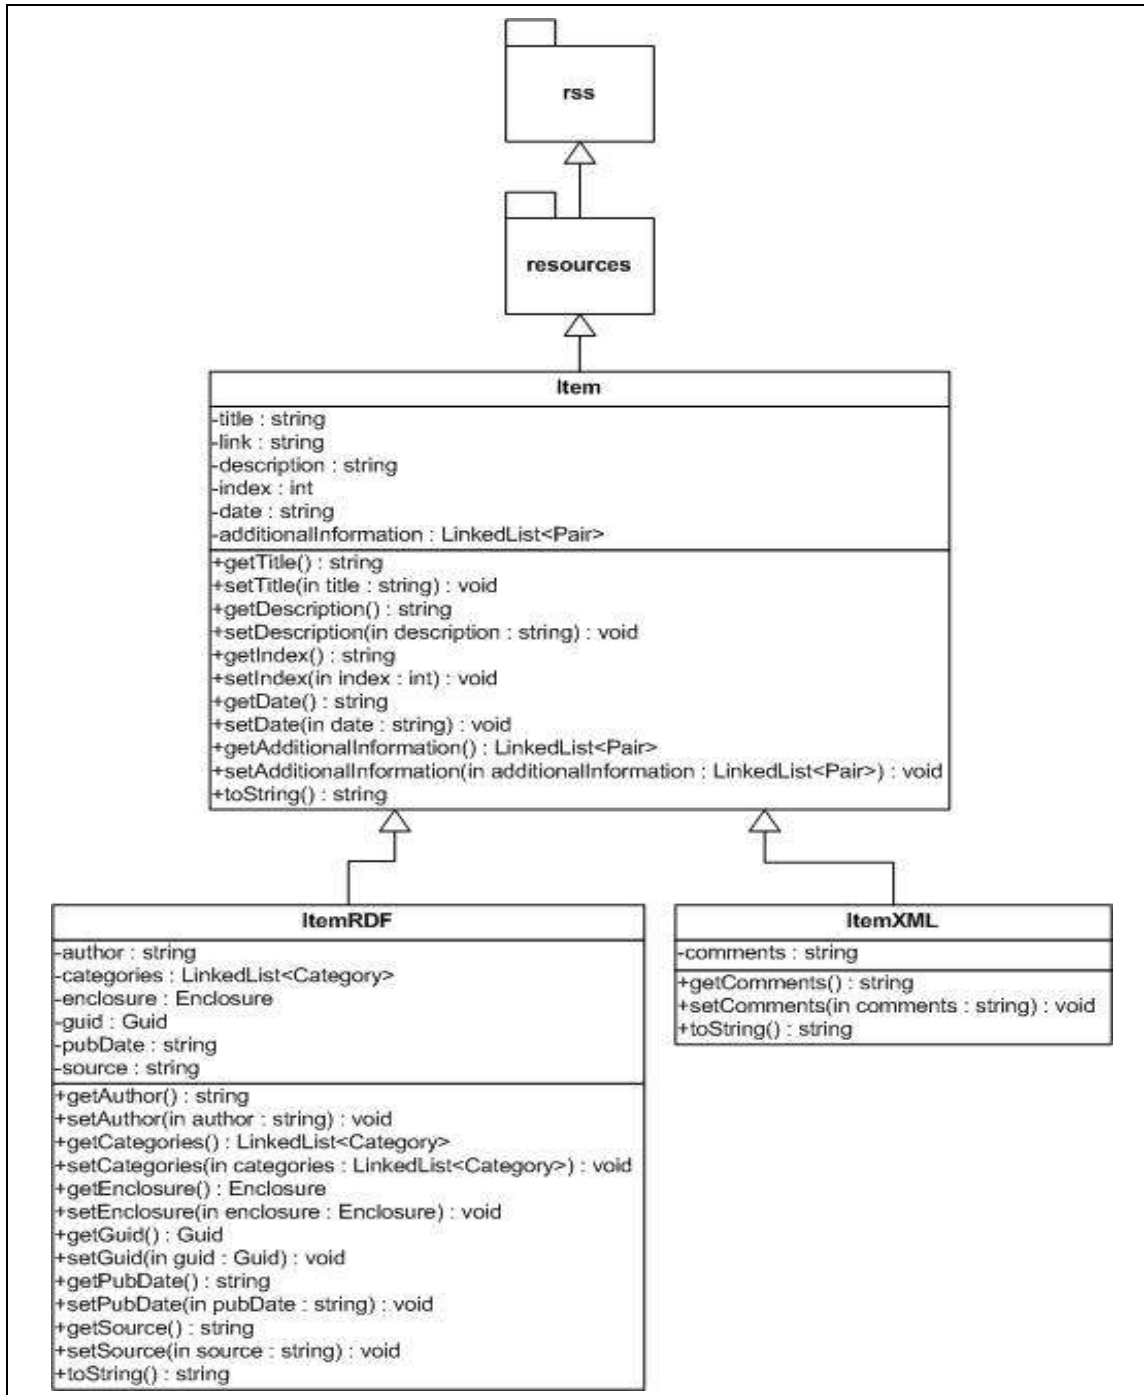 rss
resources
Item
-title : string
-link : string
-description : string
-index : int
-date : string
-additionalInformation : LinkedList<Pair>
+getTitle() : string
+setTitle(in title : string) : void
+getDescription() : string
+setDescription(in description : string) : void
+getIndex() : string
+setIndex(in index : int) : void
+getDate() : string
+setDate(in date : string) : void
+getAdditionalInformation() : LinkedList<Pair>
+setAdditionalInformation(in additionalInformation : LinkedList<Pair>) : void
+toString() : string
ItemRDF
-author : string
-categories : LinkedList<Category>
-enclosure : Enclosure
-guid : Guid
-pubDate : string
-source : string
+getAuthor() : string
+setAuthor(in author : string) : void
+getCategories() : LinkedList<Category>
+setCategories(in categories : LinkedList<Category>) : void
+getEnclosure() : Enclosure
+setEnclosure(in enclosure : Enclosure) : void
+getGuid() : Guid
+setGuid(in guid : Guid) : void
+getPubDate() : string
+setPubDate(in pubDate : string) : void
+getSource() : string
+setSource(in source : string) : void
+toString() : string
ItemXML
-comments : string
+getComments() : string
+setComments(in comments : string) : void
+toString() : string